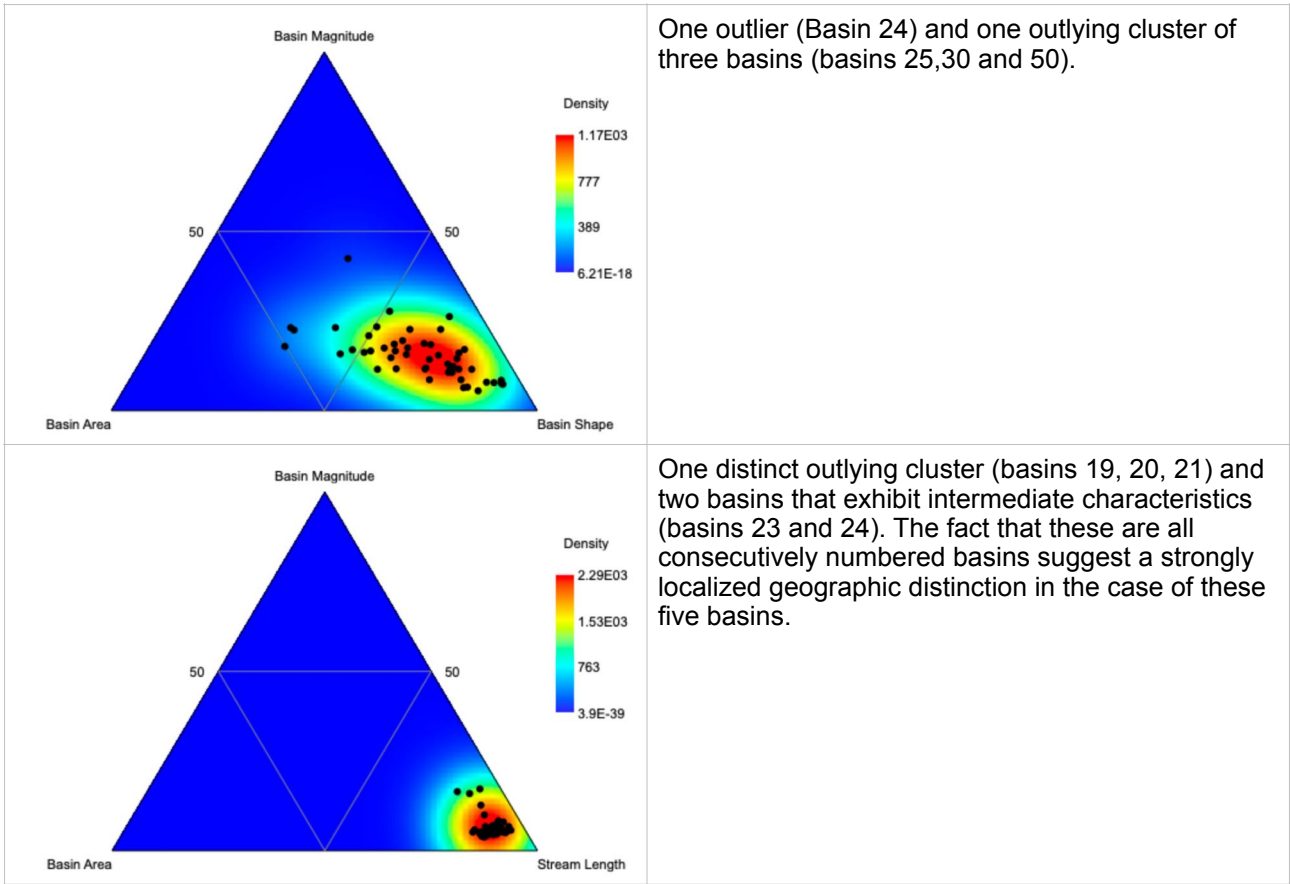 Basin Magnitude
Density
1.17E03
777
389
6.21E-18
50
50
Basin Area
Basin Shape
One outlier (Basin 24) and one outlying cluster of
three basins (basins 25,30 and 50).
Basin Magnitude
Density
2.29E03
1.53E03
763
3.9E-39
50
50
Basin Area
Stream Length
One distinct outlying cluster (basins 19, 20, 21) and
two basins that exhibit intermediate characteristics
(basins 23 and 24). The fact that these are all
consecutively numbered basins suggest a strongly
localized geographic distinction in the case of these
five basins.